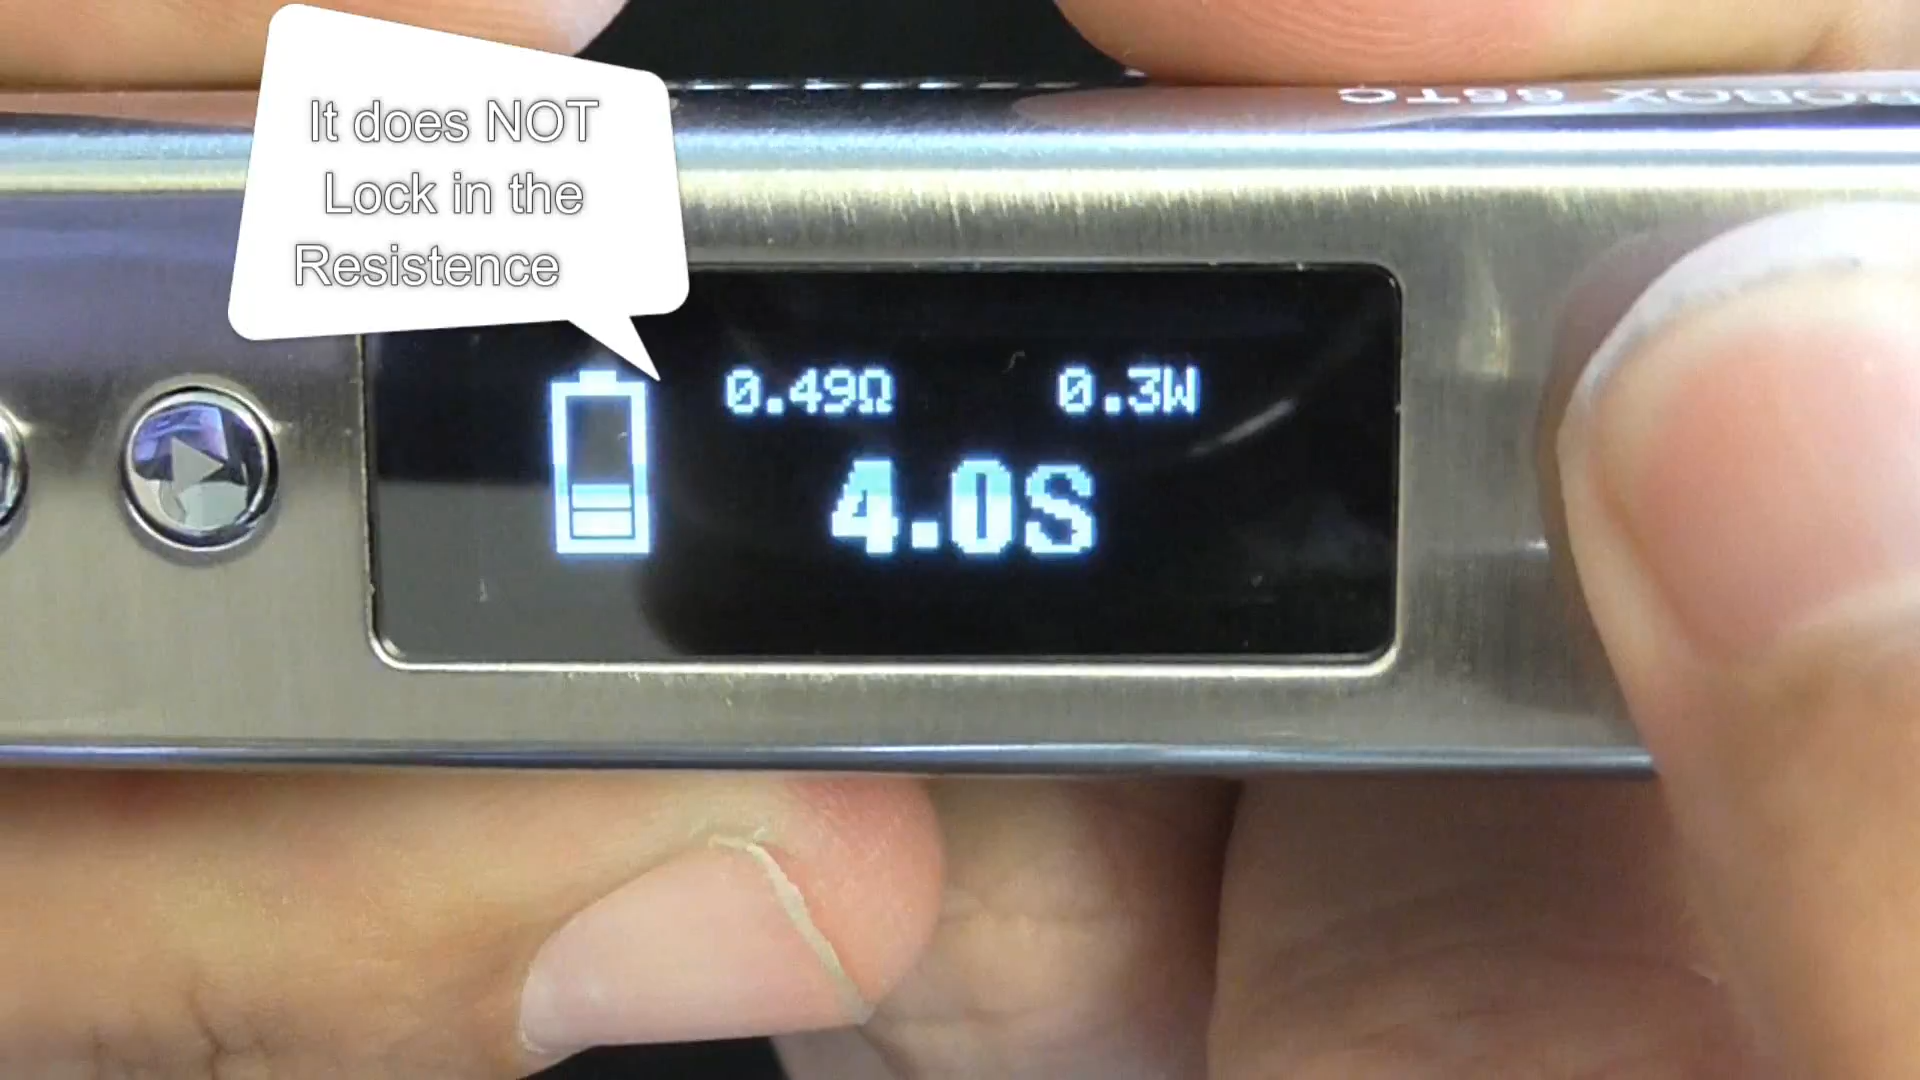 It does NOT
Lock in the
Resistence
0.49Ω 0.3W
4.0S